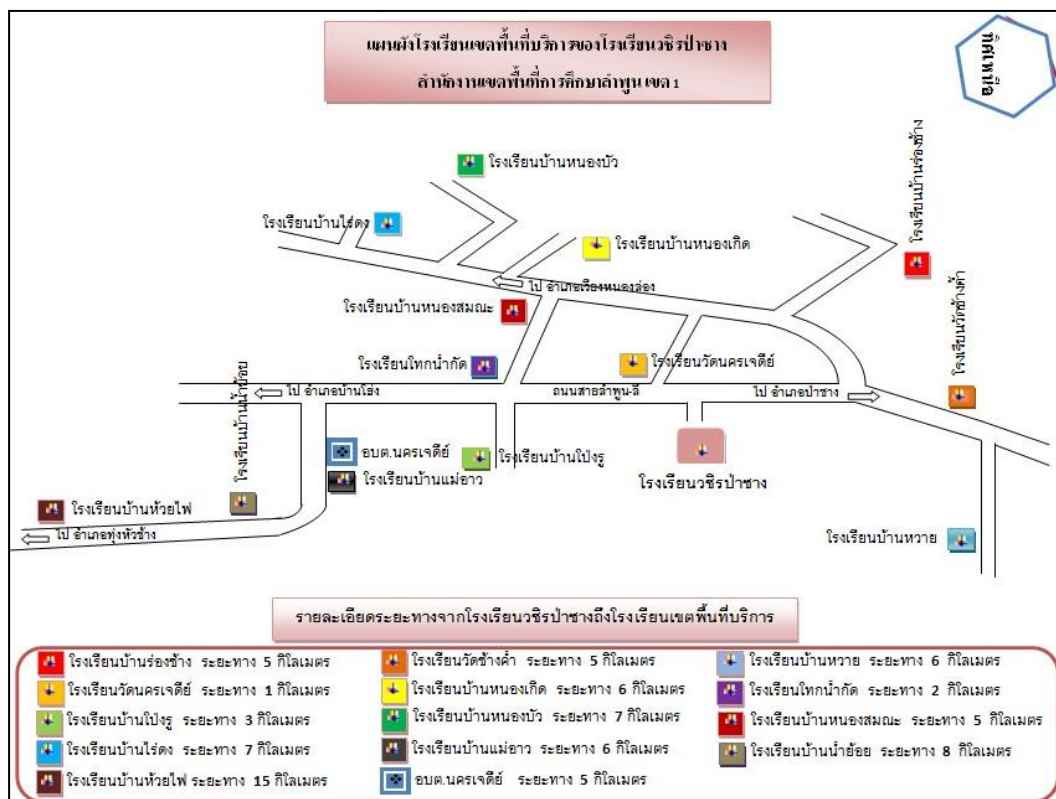 แผนผังโรงเรียนเขตพื้นที่บริการของโรงเรียนวชิรป่าซาง
สำนักงานเขตพื้นที่การศึกษาลำพูน เขต 1
ทิศเหนือ
โรงเรียนบ้านหนองบัว
โรงเรียนบ้านร่องช้าง
โรงเรียนบ้านไร่ดง
โรงเรียนบ้านหนองเกิด
ไป อำเภอเวียงหนองล่อง
โรงเรียนบ้านหนองสมณะ
โรงเรียนวัดช้างค้ำ
โรงเรียนโทกน้ำกัด
โรงเรียนวัดนครเจดีย์
ไป อำเภอบ้านโฮ่ง
ถนนสายลำพูน-ลี้
ไป อำเภอป่าซาง
โรงเรียนบ้านน้ำย้อย
อบต.นครเจดีย์
โรงเรียนบ้านโป่งรู
โรงเรียนบ้านแม่อาว
โรงเรียนวชิรป่าซาง
โรงเรียนบ้านห้วยไฟ
ไป อำเภอทุ่งหัวช้าง
โรงเรียนบ้านหวาย
รายละเอียดระยะทางจากโรงเรียนวชิรป่าซางถึงโรงเรียนเขตพื้นที่บริการ
โรงเรียนบ้านร่องช้าง ระยะทาง 5 กิโลเมตร
โรงเรียนวัดนครเจดีย์ ระยะทาง 1 กิโลเมตร
โรงเรียนบ้านโป่งรู ระยะทาง 3 กิโลเมตร
โรงเรียนบ้านไร่ดง ระยะทาง 7 กิโลเมตร
โรงเรียนบ้านห้วยไฟ ระยะทาง 15 กิโลเมตร
โรงเรียนวัดช้างค้ำ ระยะทาง 5 กิโลเมตร
โรงเรียนบ้านหนองเกิด ระยะทาง 6 กิโลเมตร
โรงเรียนบ้านหนองบัว ระยะทาง 7 กิโลเมตร
โรงเรียนบ้านแม่อาว ระยะทาง 6 กิโลเมตร
อบต.นครเจดีย์ ระยะทาง 5 กิโลเมตร
โรงเรียนบ้านหวาย ระยะทาง 6 กิโลเมตร
โรงเรียนโทกน้ำกัด ระยะทาง 2 กิโลเมตร
โรงเรียนบ้านหนองสมณะ ระยะทาง 5 กิโลเมตร
โรงเรียนบ้านน้ำย้อย ระยะทาง 8 กิโลเมตร